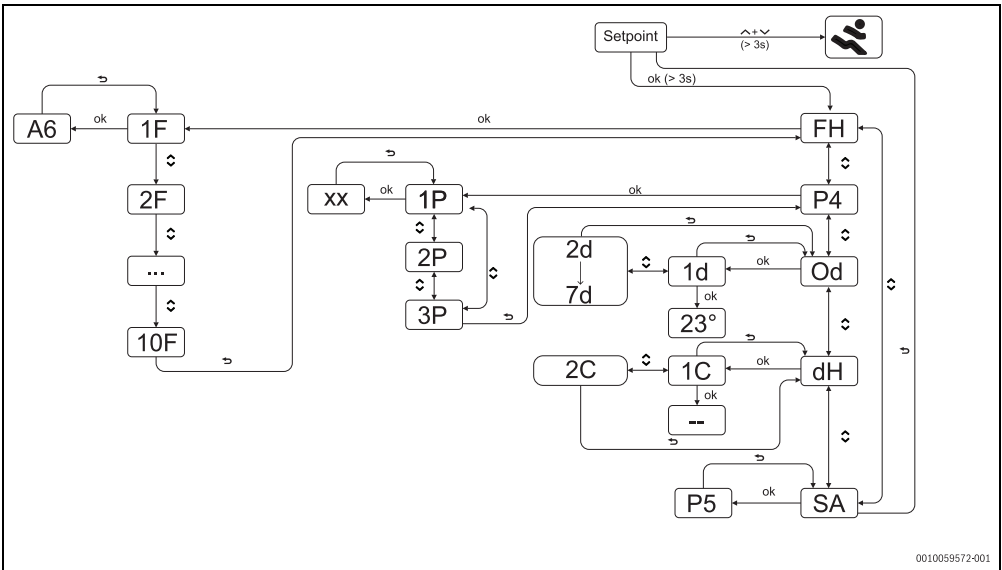 Setpoint
+
(> 3s)
ok (> 3s)
A6
ok
1F
ok
FH
xx
ok
1P
ok
P4
2F
2P
2d
↓
7d
1d
ok
Od
ok
...
3P
23°
10F
2C
1C
ok
dH
ok
--
P5
ok
SA
0010059572-001